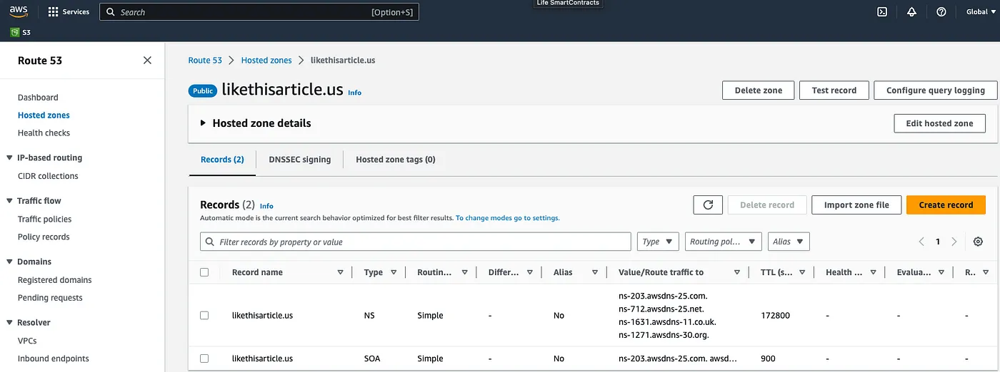 Life SmartContracts
aws
Services
Search
[Option+S]
Global
S3
Route 53
Dashboard
Hosted zones
Health checks
IP-based routing
CIDR collections
Traffic flow
Traffic policies
Policy records
Domains
Registered domains
Pending requests
Resolver
VPCs
Inbound endpoints
Route 53 > Hosted zones > likethisarticle.us
Public likethisarticle.us Info
Delete zone
Test record
Configure query logging
Hosted zone details
Edit hosted zone
Records (2)
DNSSEC signing
Hosted zone tags (0)
Records (2) Info
Automatic mode is the current search behavior optimized for best filter results. To change modes go to settings.
Delete record
Import zone file
Create record
Filter records by property or value
Type
Routing pol...
Alias
1
Record name Type Routin... Differ... Alias Value/Route traffic to TTL (s... Health ... Evalua... R..
likethisarticle.us NS Simple - No
ns-203.awsdns-25.com.
ns-712.awsdns-25.net.
ns-1631.awsdns-11.co.uk.
ns-1271.awsdns-30.org.
172800 - - -
likethisarticle.us SOA Simple - No ns-203.awsdns-25.com. awsd... 900 - - -